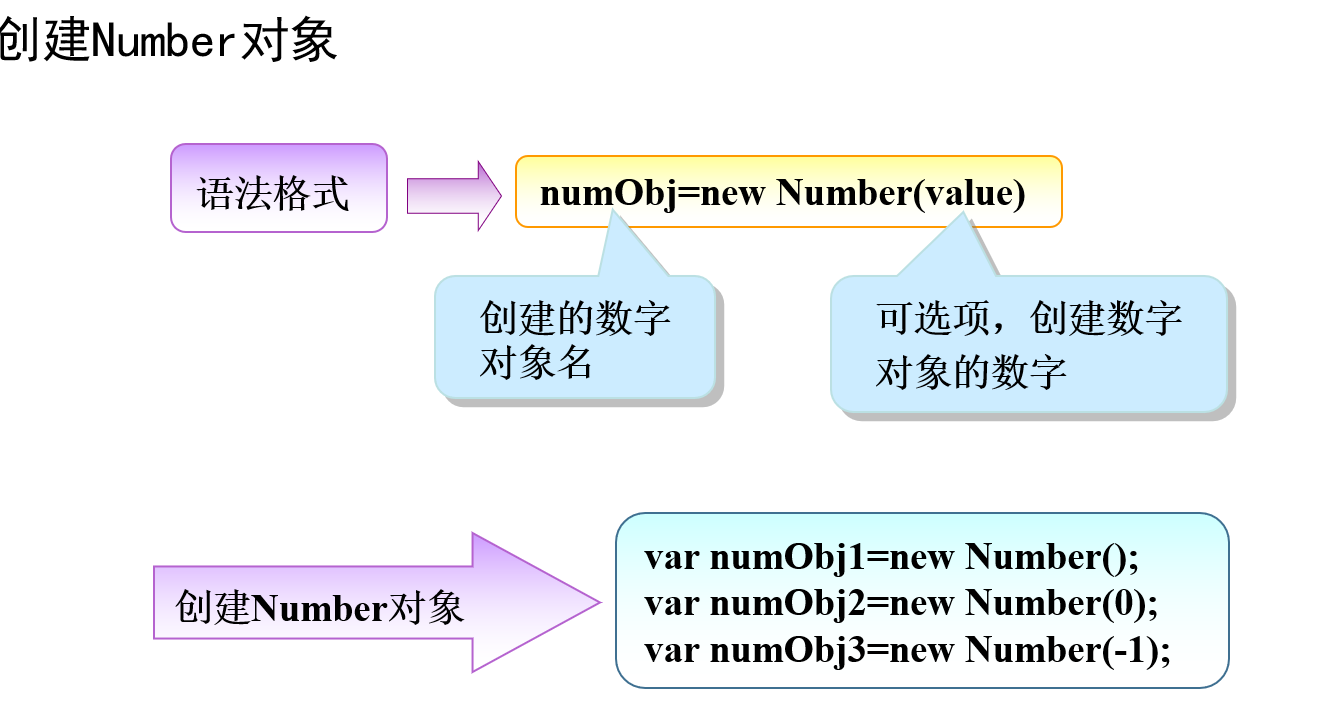 创建Number对象
语法格式
numObj=new Number(value)
创建的数字
对象名
可选项，创建数字
对象的数字
创建Number对象
var numObj1=new Number();
var numObj2=new Number(0);
var numObj3=new Number(-1);